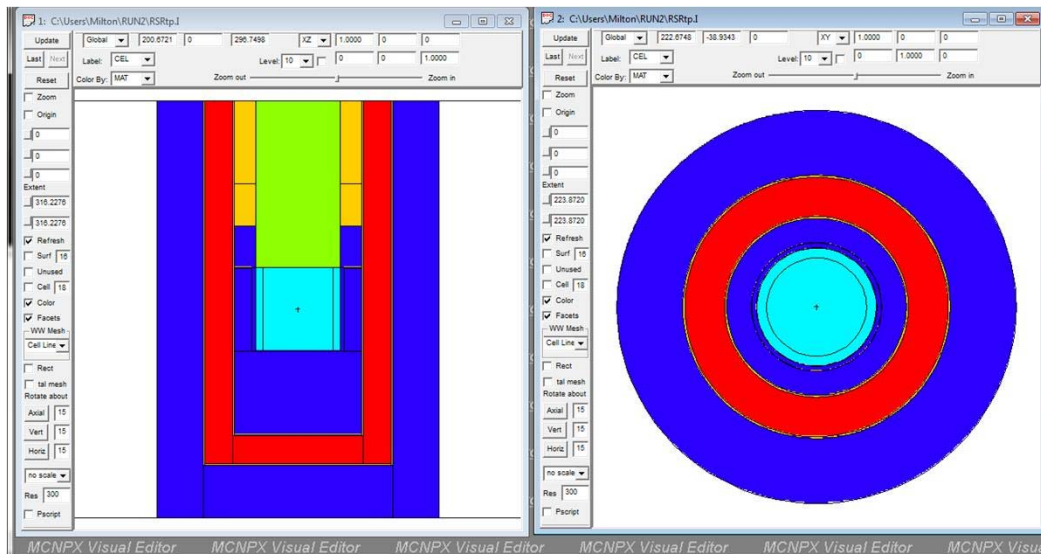 1: C:\Users\Milton\RUN2\RSRtp.I
Update Global 200.6721 0 296.7498 XZ 1.0000 0 0
Last Next Label: CEL Level: 10 0 0 1.0000
Reset Color By: MAT Zoom out Zoom in
Zoom
Origin
0
0
0
Extent
316.2276
316.2276
Refresh
Surf 16
Unused
Cell 18
Color
Facets
WW Mesh
Cell Line
Rect
tal mesh
Rotate about
Axial 15
Vert 15
Horiz 15
no scale
Res 300
Pscript
2: C:\Users\Milton\RUN2\RSRtp.I
Update Global 222.6748 -38.9343 0 XY 1.0000 0 0
Last Next Label: CEL Level: 10 0 1.0000 0
Reset Color By: MAT Zoom out Zoom in
Zoom
Origin
0
0
0
Extent
223.8720
223.8720
Refresh
Surf 16
Unused
Cell 18
Color
Facets
WW Mesh
Cell Line
Rect
tal mesh
Rotate about
Axial 15
Vert 15
Horiz 15
no scale
Res 300
Pscript
MCNPX Visual Editor MCNPX Visual Editor MCNPX Visual Editor MCNPX Visual Editor MCNPX Visual Editor MCNPX Visu